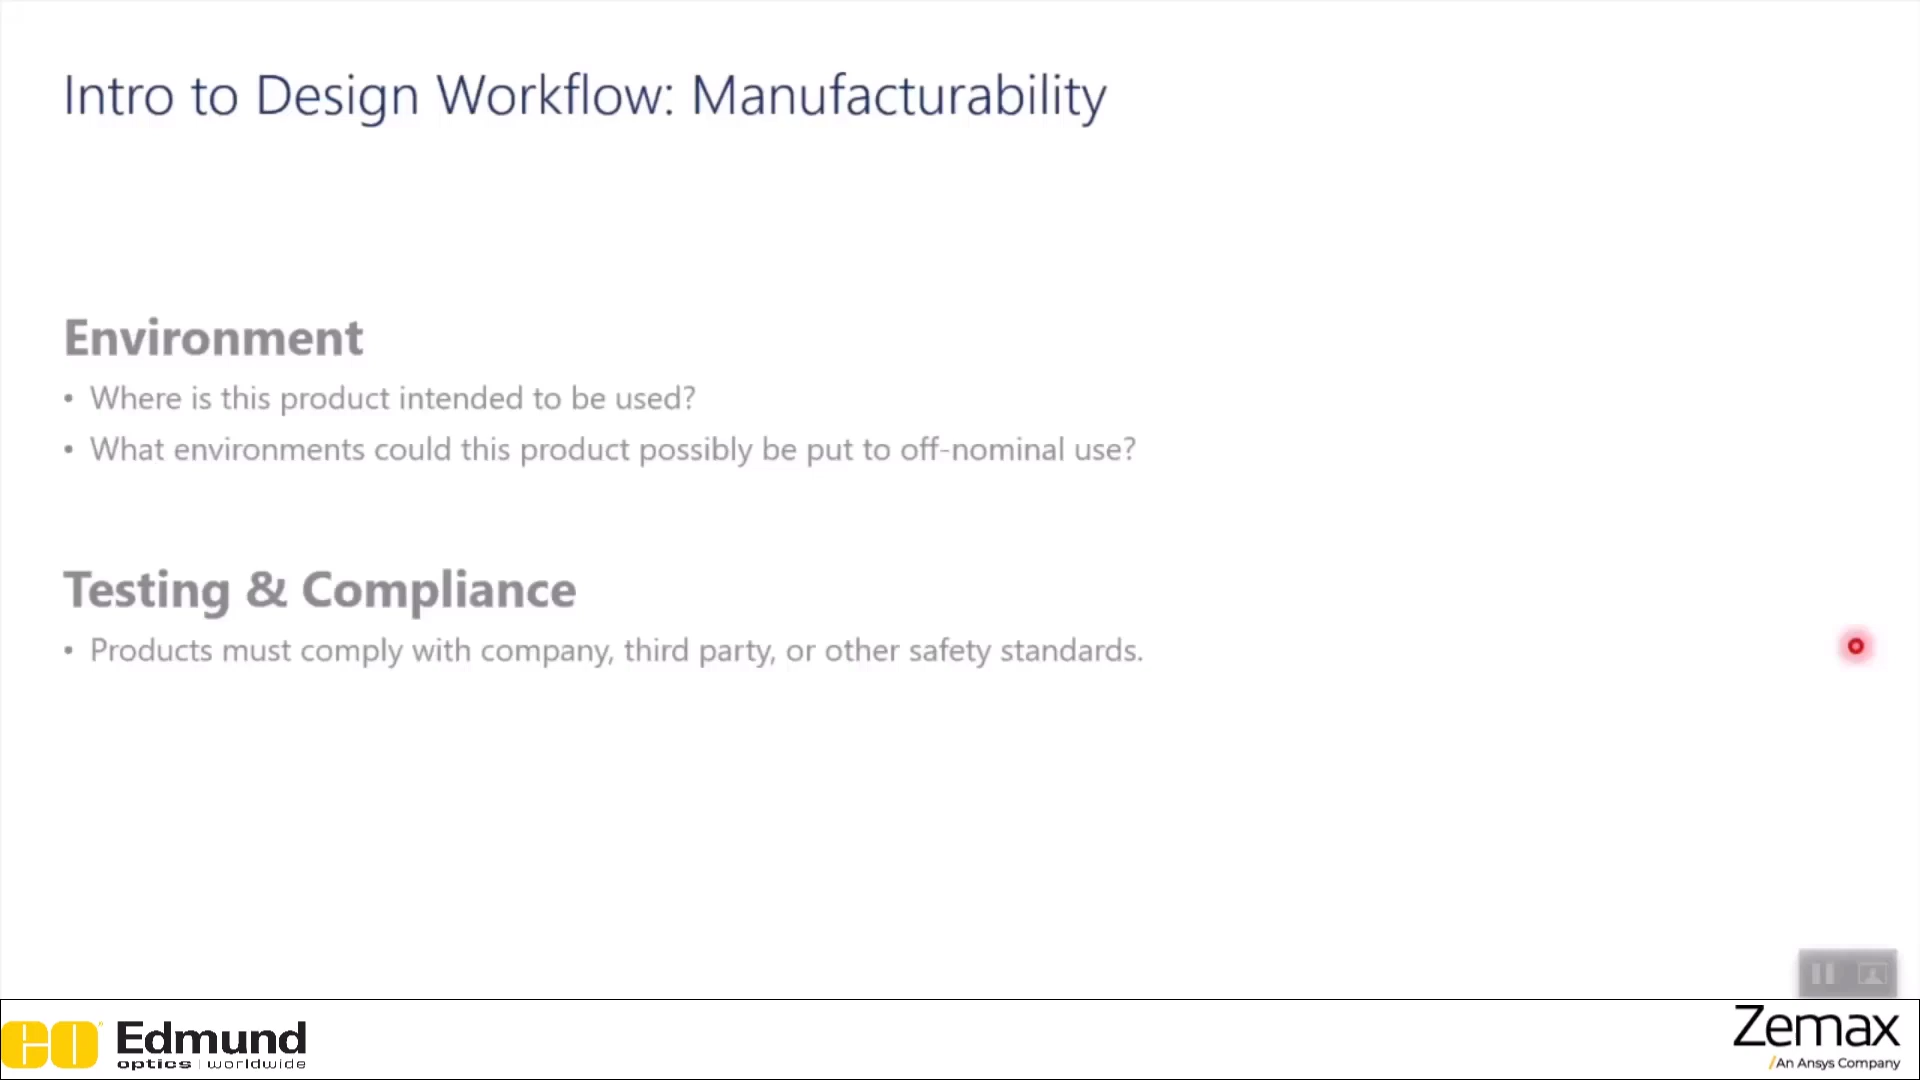 Intro to Design Workflow: Manufacturability
Environment
• Where is this product intended to be used?
• What environments could this product possibly be put to off-nominal use?
Testing & Compliance
• Products must comply with company, third party, or other safety standards.
EO Edmund
optics | worldwide
Zemax
/An Ansys Company